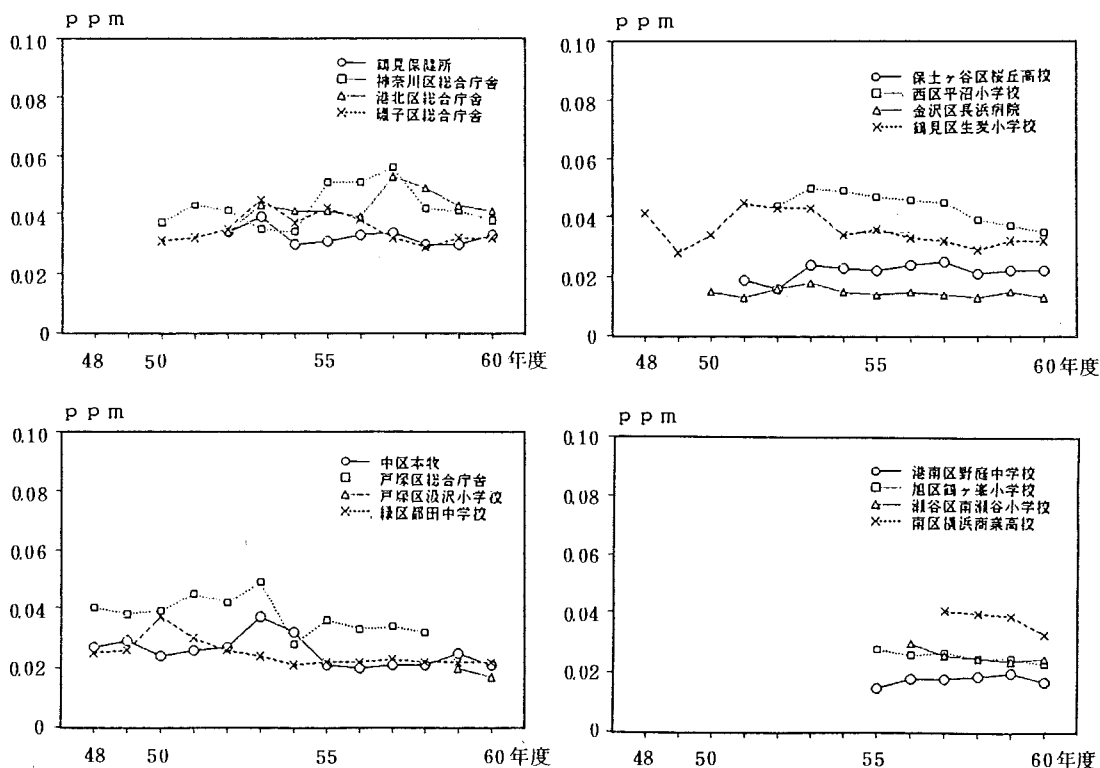 ppm
0.10
0.08
0.06
0.04
0.02
0
鶴見保健所
神奈川区総合庁舎
港北区総合庁舎
磯子区総合庁舎
48 50 55 60年度
ppm
0.10
0.08
0.06
0.04
0.02
0
保土ヶ谷区桜丘高校
西区平沼小学校
金沢区長浜病院
鶴見区生麦小学校
48 50 55 60年度
ppm
0.10
0.08
0.06
0.04
0.02
0
中区本牧
戸塚区総合庁舎
戸塚区汲沢小学校
緑区都田中学校
48 50 55 60年度
ppm
0.10
0.08
0.06
0.04
0.02
0
港南区野庭中学校
旭区鶴ヶ峯小学校
瀬谷区南瀬谷小学校
南区横浜商業高校
48 50 55 60年度